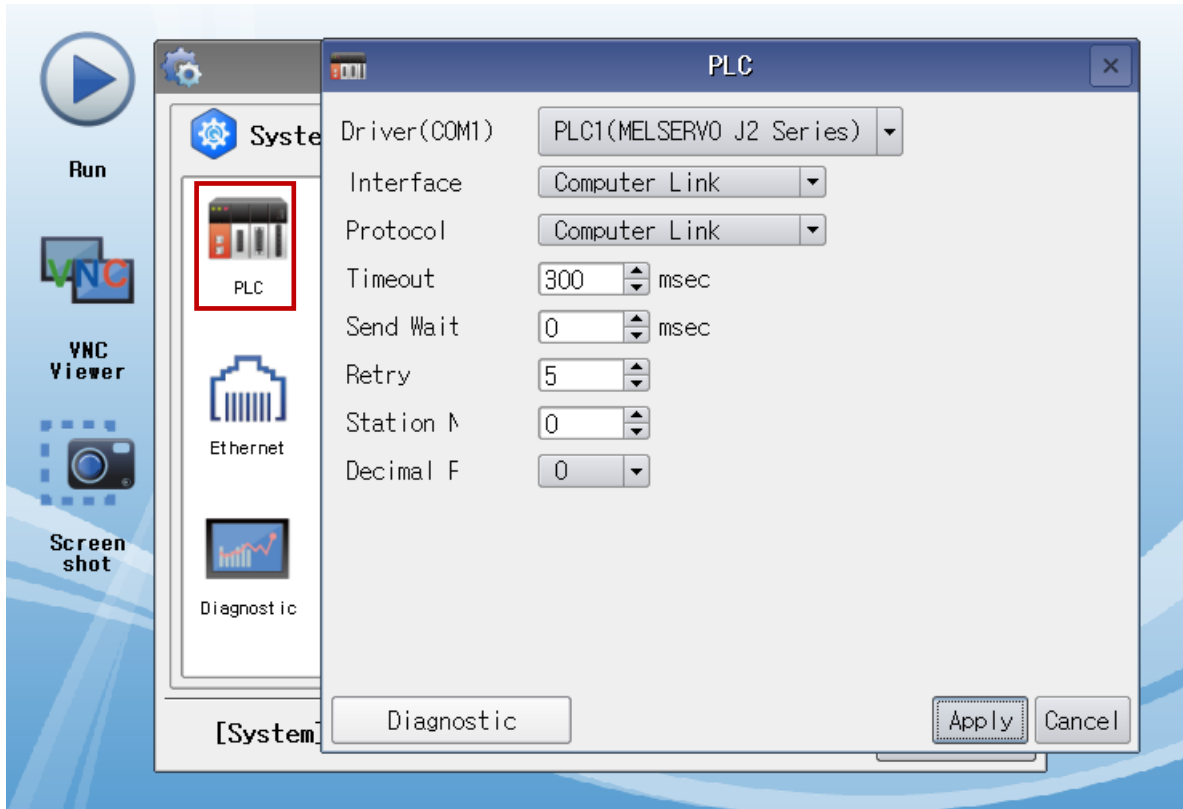 Run
VNC
VNC
Viewer
Screen
shot
Syste
PLC
Ethernet
Diagnostic
[System]
PLC
Driver(COM1) PLC1(MELSERVO J2 Series)
Interface Computer Link
Protocol Computer Link
Timeout 300 msec
Send Wait 0 msec
Retry 5
Station N 0
Decimal P 0
Diagnostic Apply Cancel